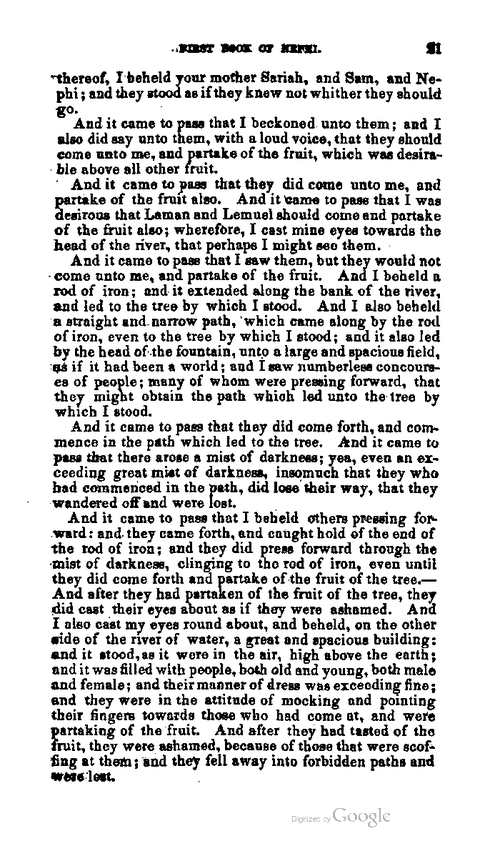 FIRST BOOK OF NEPHI. 21
thereof, I beheld your mother Sariah, and Sam, and Ne-
phi; and they stood as if they knew not whither they should
go.
And it came to pass that I beckoned unto them; and I
also did say unto them, with a loud voice, that they should
come unto me, and partake of the fruit, which was desira-
ble above all other fruit.
And it came to pass that they did come unto me, and
partake of the fruit also. And it came to pass that I was
desirous that Laman and Lemuel should come and partake
of the fruit also; wherefore, I cast mine eyes towards the
head of the river, that perhaps I might see them.
And it came to pass that I saw them, but they would not
come unto me, and partake of the fruit. And I beheld a
rod of iron; and it extended along the bank of the river,
and led to the tree by which I stood. And I also beheld
a straight and narrow path, which came along by the rod
of iron, even to the tree by which I stood; and it also led
by the head of the fountain, unto a large and spacious field,
as if it had been a world; and I saw numberless concours-
es of people; many of whom were pressing forward, that
they might obtain the path which led unto the tree by
which I stood.
And it came to pass that they did come forth, and com-
mence in the path which led to the tree. And it came to
pass that there arose a mist of darkness; yea, even an ex-
ceeding great mist of darkness, insomuch that they who
had commenced in the path, did lose their way, that they
wandered off and were lost.
And it came to pass that I beheld others pressing for-
ward: and they came forth, and caught hold of the end of
the rod of iron; and they did press forward through the
mist of darkness, clinging to the rod of iron, even until
they did come forth and partake of the fruit of the tree.—
And after they had partaken of the fruit of the tree, they
did cast their eyes about as if they were ashamed. And
I also cast my eyes round about, and beheld, on the other
side of the river of water, a great and spacious building:
and it stood, as it were in the air, high above the earth;
and it was filled with people, both old and young, both male
and female; and their manner of dress was exceeding fine;
and they were in the attitude of mocking and pointing
their fingers towards those who had come at, and were
partaking of the fruit. And after they had tasted of the
fruit, they were ashamed, because of those that were scof-
fing at them; and they fell away into forbidden paths and
were lost.
Digitized by Google